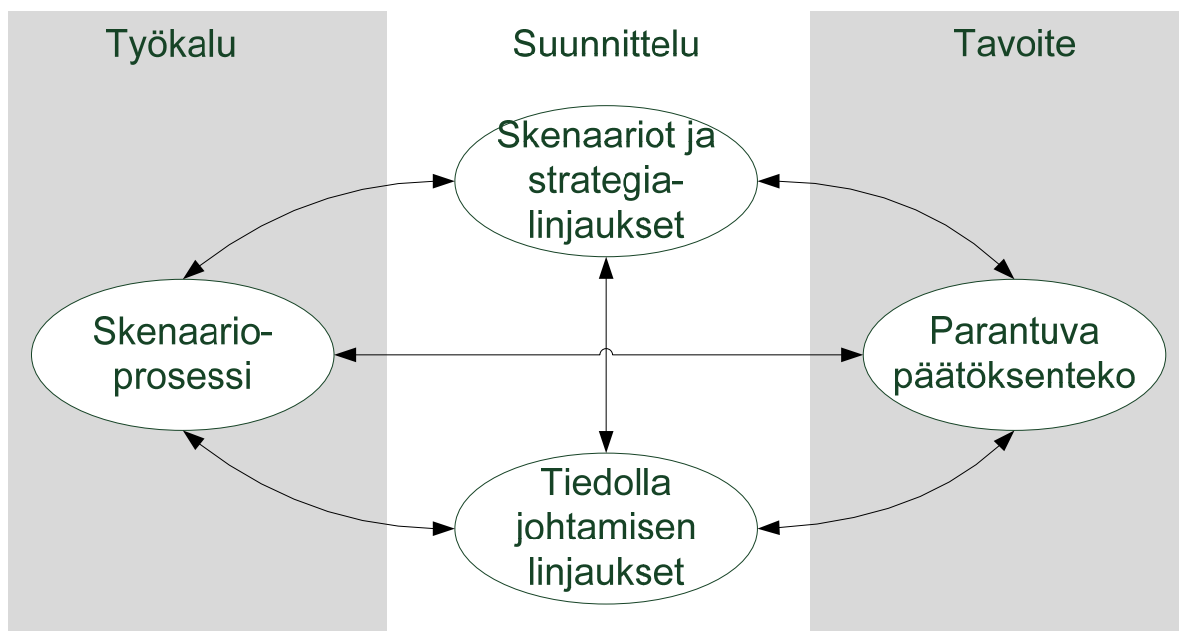 Työkalu
Suunnittelu
Tavoite
Skenaariot ja
strategia-
linjaukset
Skenaario-
prosessi
Parantuva
päätöksenteko
Tiedolla
johtamisen
linjaukset